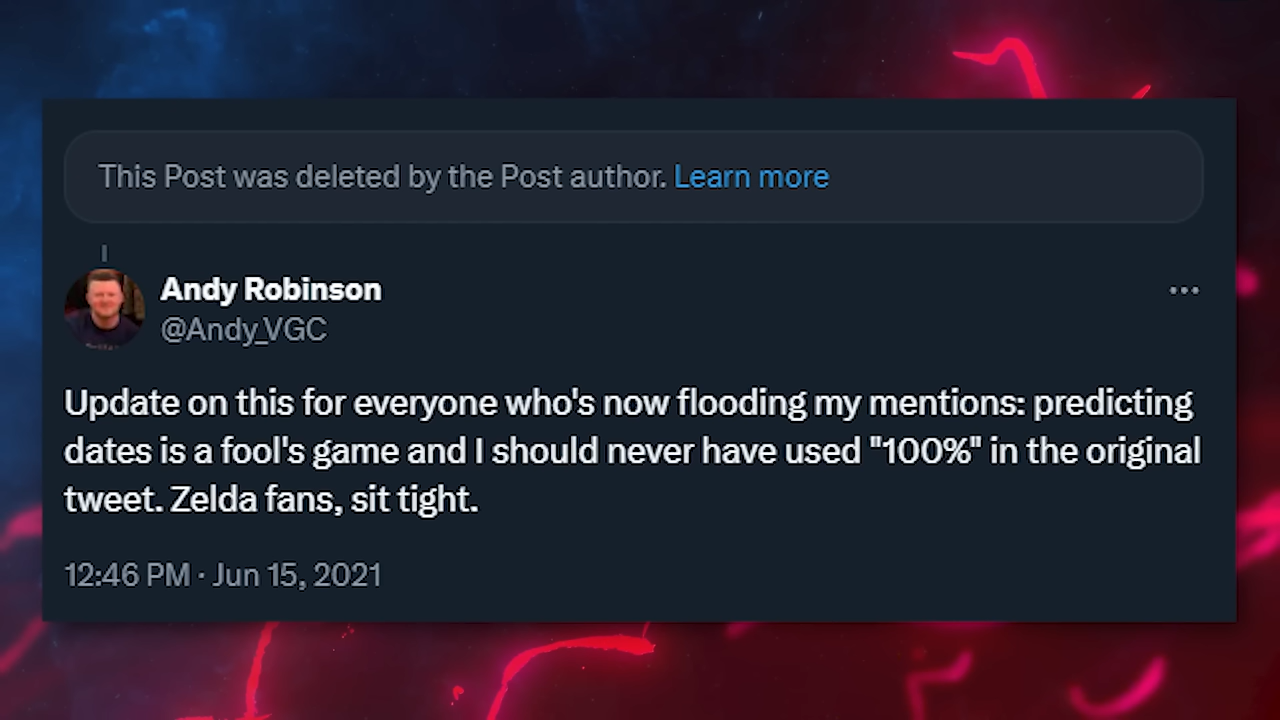 This Post was deleted by the Post author. Learn more
Andy Robinson
@Andy_VGC
Update on this for everyone who's now flooding my mentions: predicting
dates is a fool's game and I should never have used "100%" in the original
tweet. Zelda fans, sit tight.
12:46 PM · Jun 15, 2021